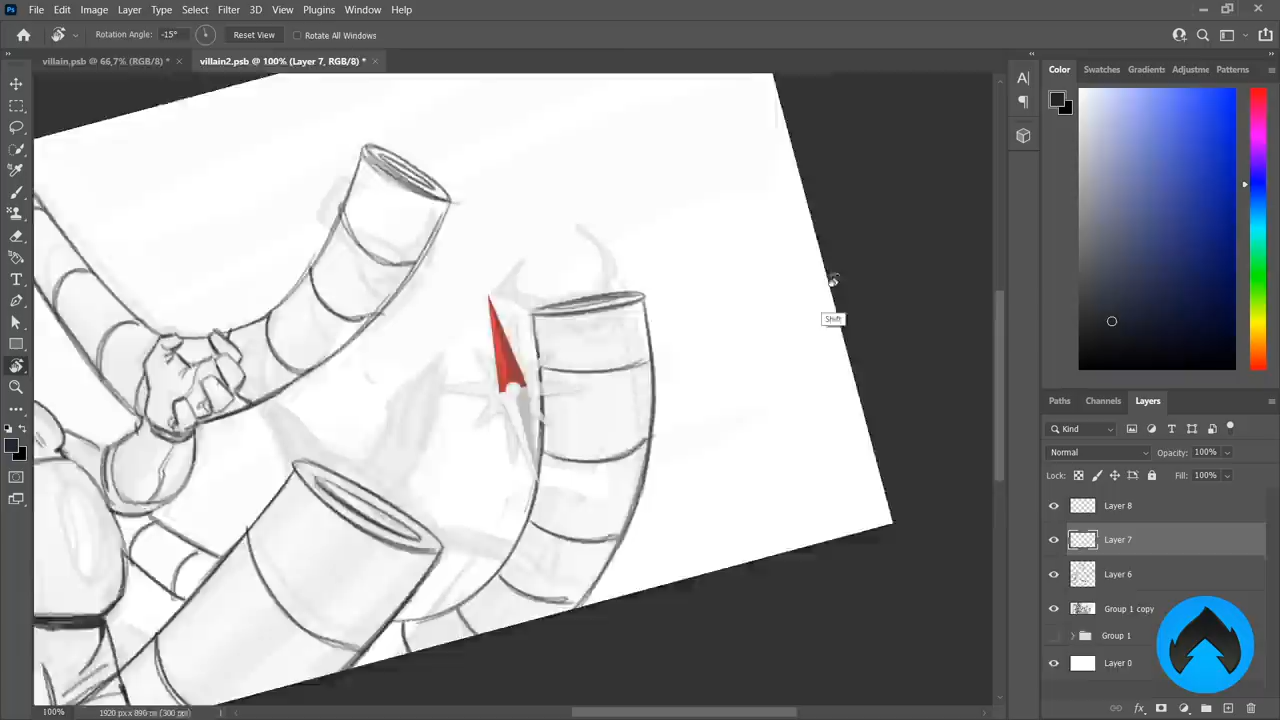 Ps File Edit Image Layer Type Select Filter 3D View Plugins Window Help
Rotation Angle: -15° Reset View Rotate All Windows
villain.psb @ 66,7% (RGB/8) * × villain2.psb @ 100% (Layer 7, RGB/8) * ×
Color Swatches Gradients Adjustme Patterns
Shift
Paths Channels Layers
Kind
Normal Opacity: 100%
Lock: Fill: 100%
Layer 8
Layer 7
Layer 6
Group 1 copy
Group 1
Layer 0
fx
100% 1920 px x 896 px (300 ppi)